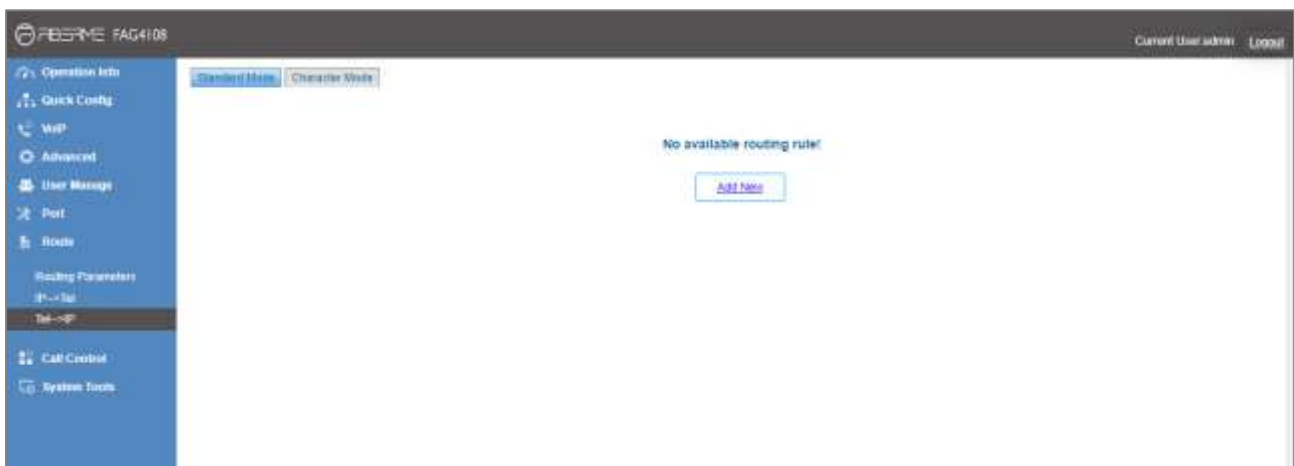 FIBERME FAG4108
Current User:admin Logout
Operation Info
Quick Config
VoIP
Advanced
User Manage
Port
Route
Routing Parameters
IP-->Tel
Tel-->IP
Call Control
System Tools
Standard Mode Character Mode
No available routing rule!
Add New